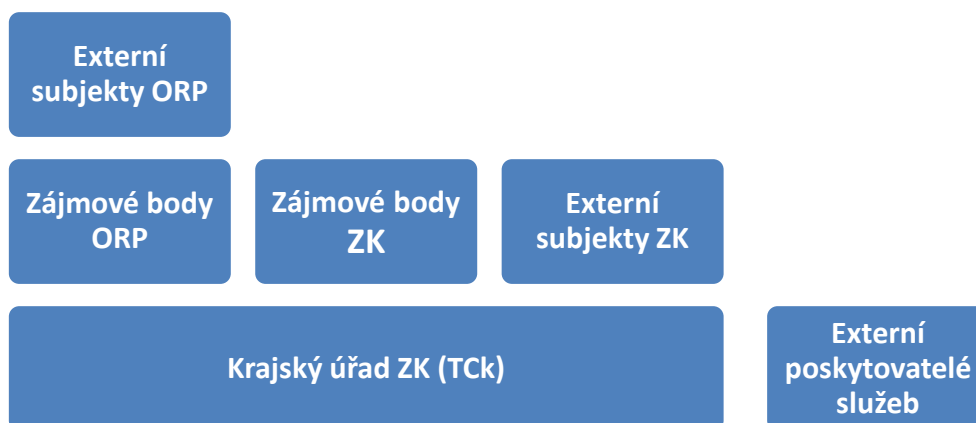 Externí
subjekty ORP
Zájmové body
ORP
Zájmové body
ZK
Externí
subjekty ZK
Krajský úřad ZK (TCk)
Externí
poskytovatelé
služeb